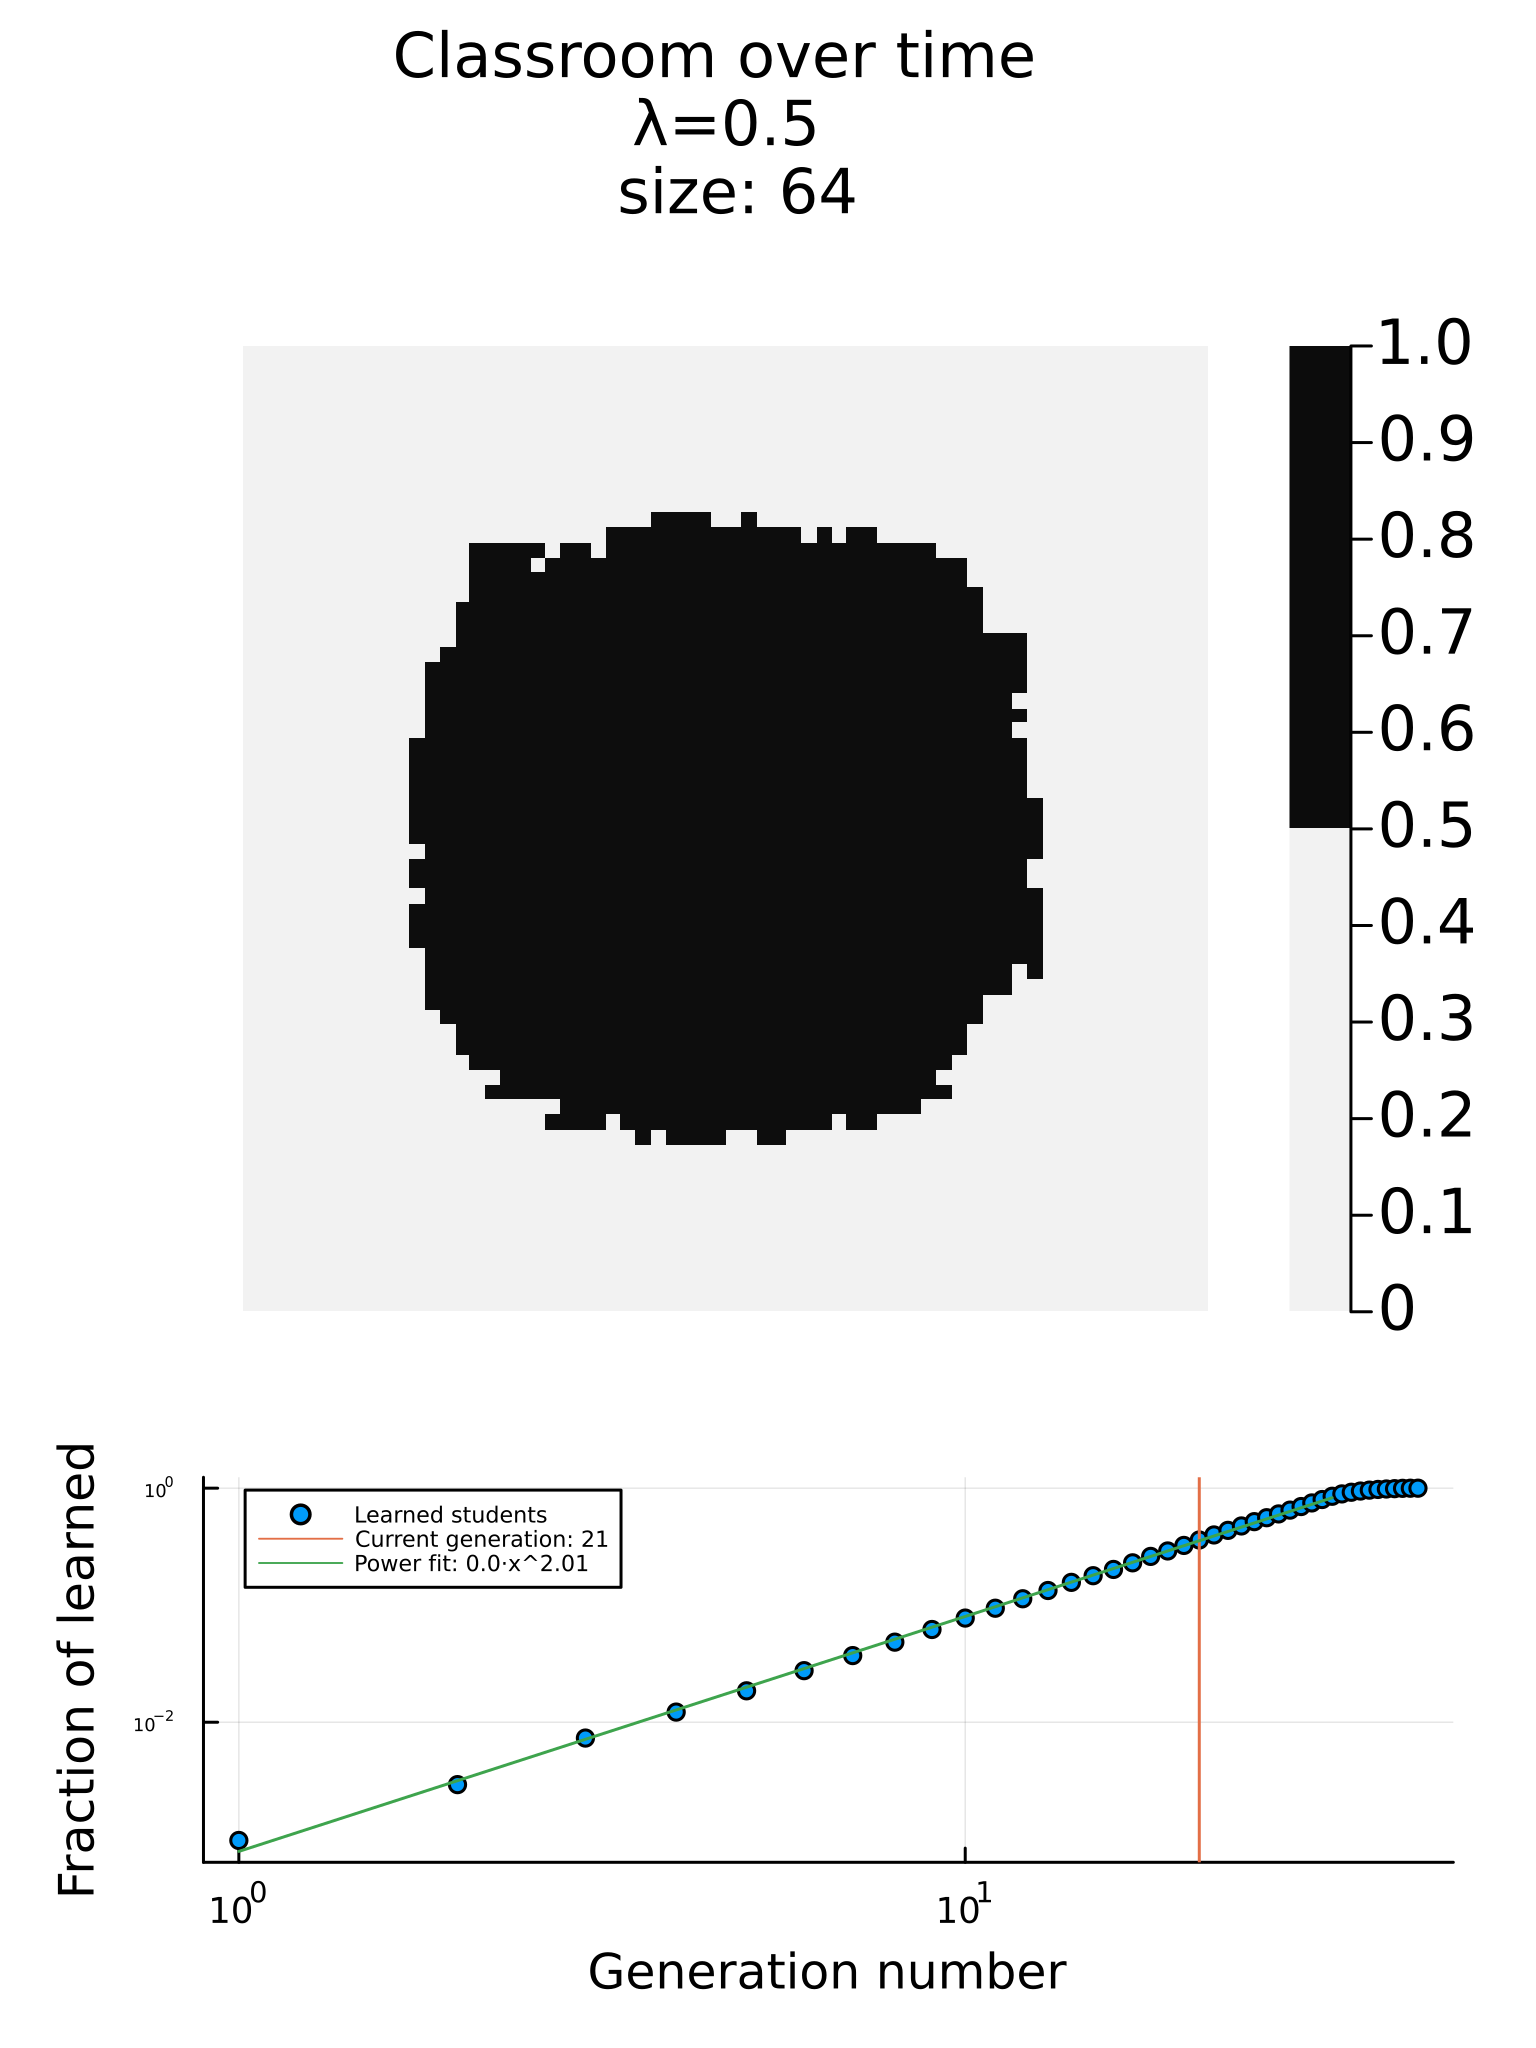 Classroom over time
λ=0.5
size: 64
1.0
0.9
0.8
0.7
0.6
0.5
0.4
0.3
0.2
0.1
0
Fraction of learned
10⁰
10⁻²
Learned students
Current generation: 21
Power fit: 0.0·x^2.01
10⁰
10¹
Generation number